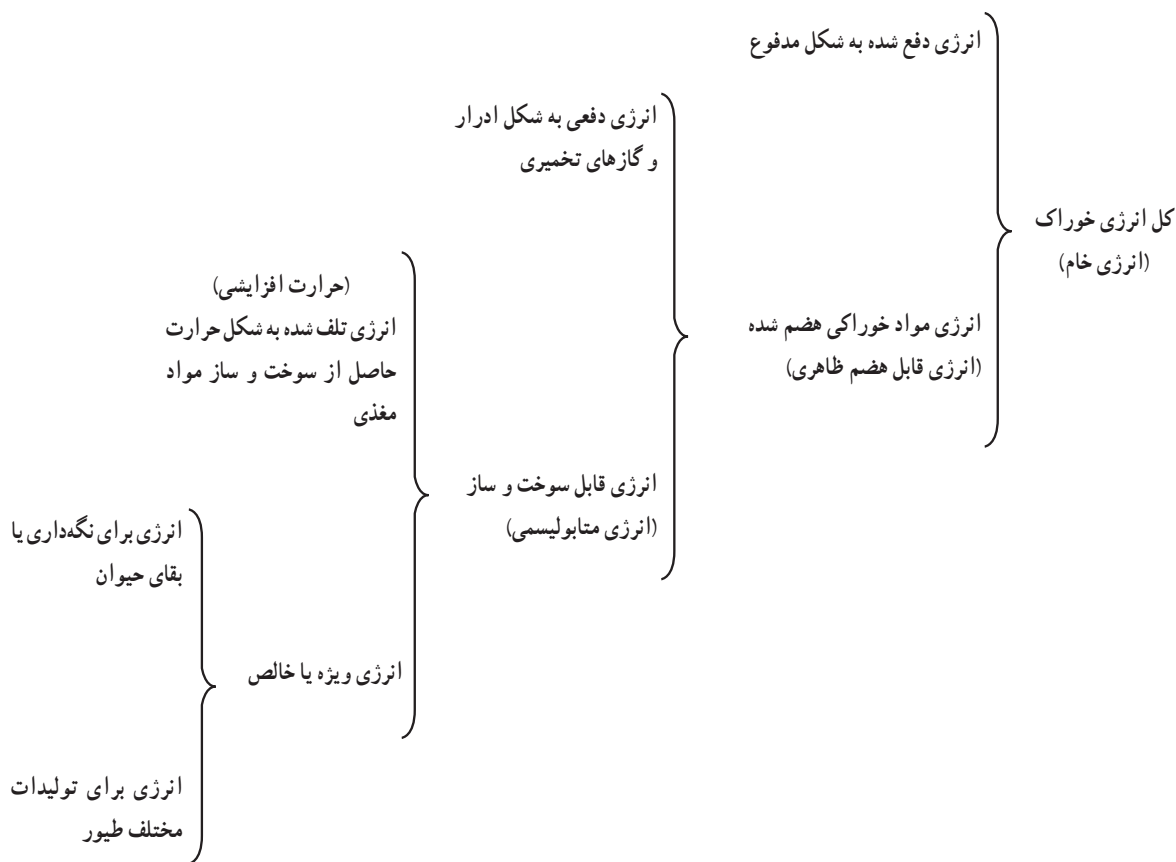 کل انرژی خوراک
(انرژی خام)
انرژی دفع شده به شکل مدفوع
انرژی مواد خوراکی هضم شده
(انرژی قابل هضم ظاهری)
انرژی دفعی به شکل ادرار
و گازهای تخمیری
انرژی قابل سوخت و ساز
(انرژی متابولیسمی)
(حرارت افزایشی)
انرژی تلف شده به شکل حرارت
حاصل از سوخت و ساز مواد
مغذی
انرژی ویژه یا خالص
انرژی برای نگه‌داری یا
بقای حیوان
انرژی برای تولیدات
مختلف طیور